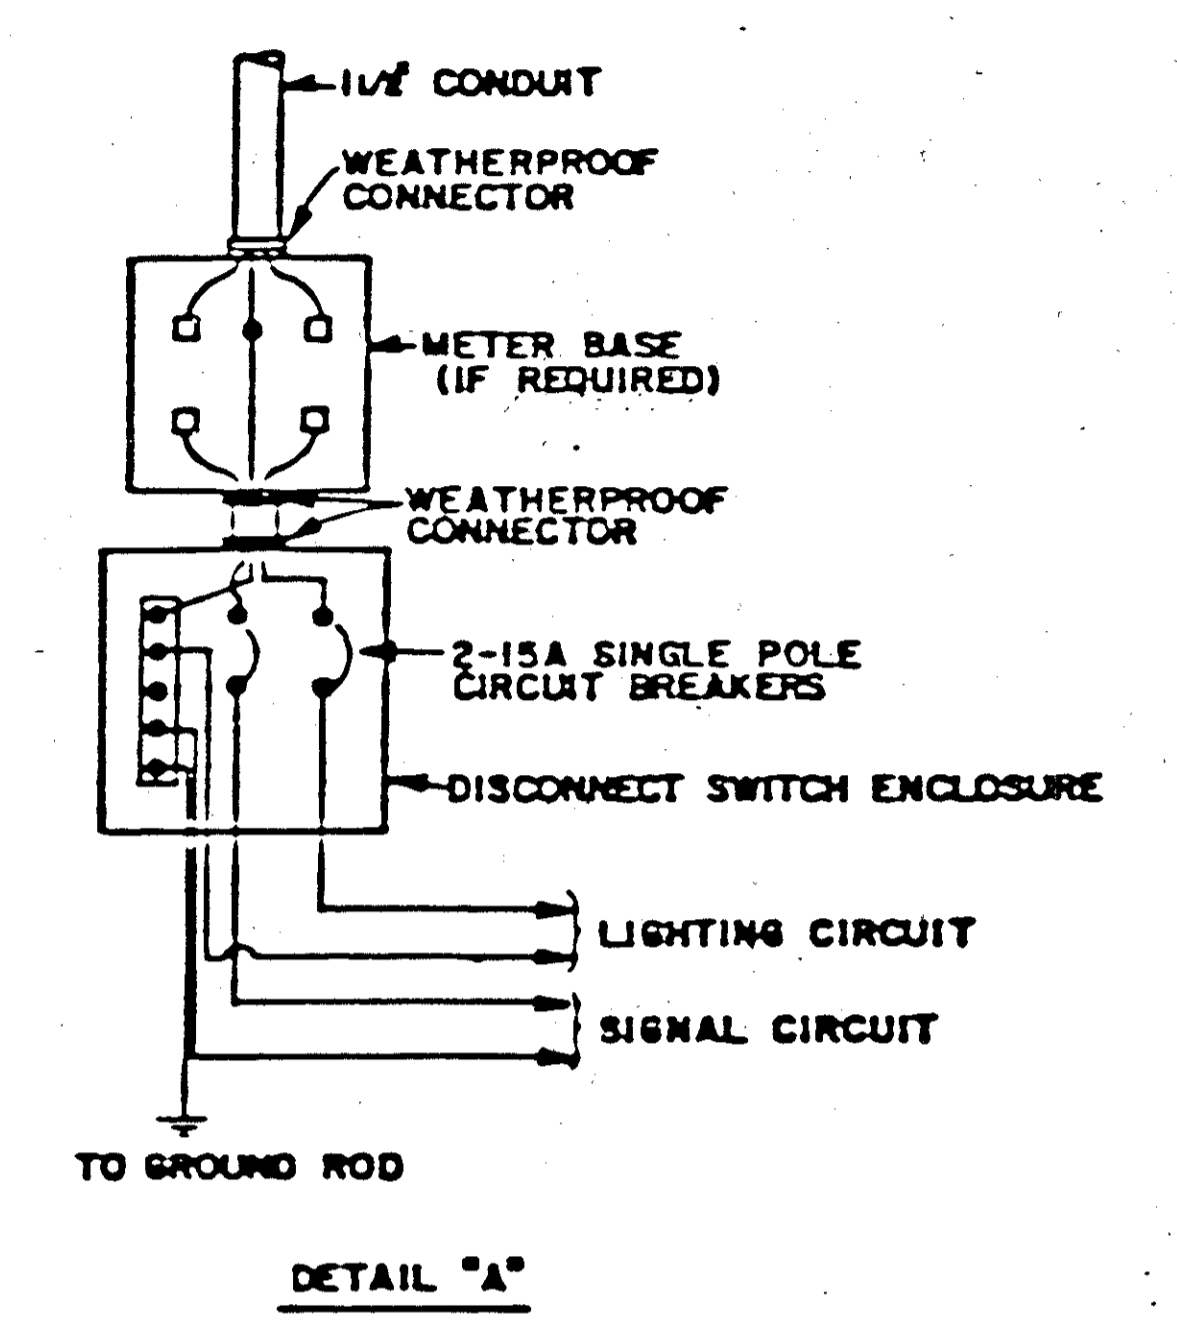 1 1/2" CONDUIT
WEATHERPROOF
CONNECTOR
METER BASE
(IF REQUIRED)
WEATHERPROOF
CONNECTOR
2-15A SINGLE POLE
CIRCUIT BREAKERS
DISCONNECT SWITCH ENCLOSURE
LIGHTING CIRCUIT
SIGNAL CIRCUIT
TO GROUND ROD
DETAIL "A"